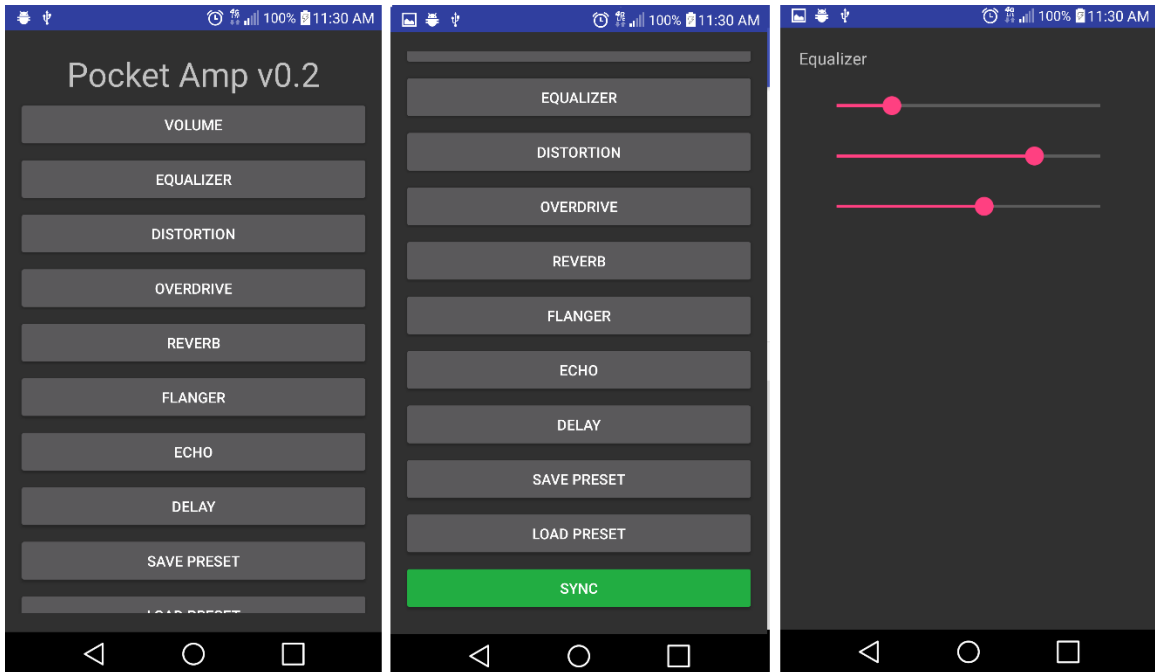 100% 11:30 AM
Pocket Amp v0.2
VOLUME
EQUALIZER
DISTORTION
OVERDRIVE
REVERB
FLANGER
ECHO
DELAY
SAVE PRESET
LOAD PRESET
100% 11:30 AM
EQUALIZER
DISTORTION
OVERDRIVE
REVERB
FLANGER
ECHO
DELAY
SAVE PRESET
LOAD PRESET
SYNC
100% 11:30 AM
Equalizer